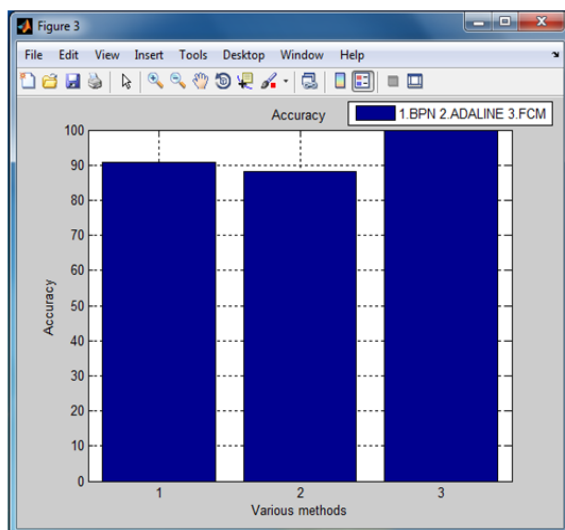 Figure 3
File Edit View Insert Tools Desktop Window Help
Accuracy
1.BPN 2.ADALINE 3.FCM
100
90
80
70
60
50
40
30
20
10
0
Accuracy
1 2 3
Various methods